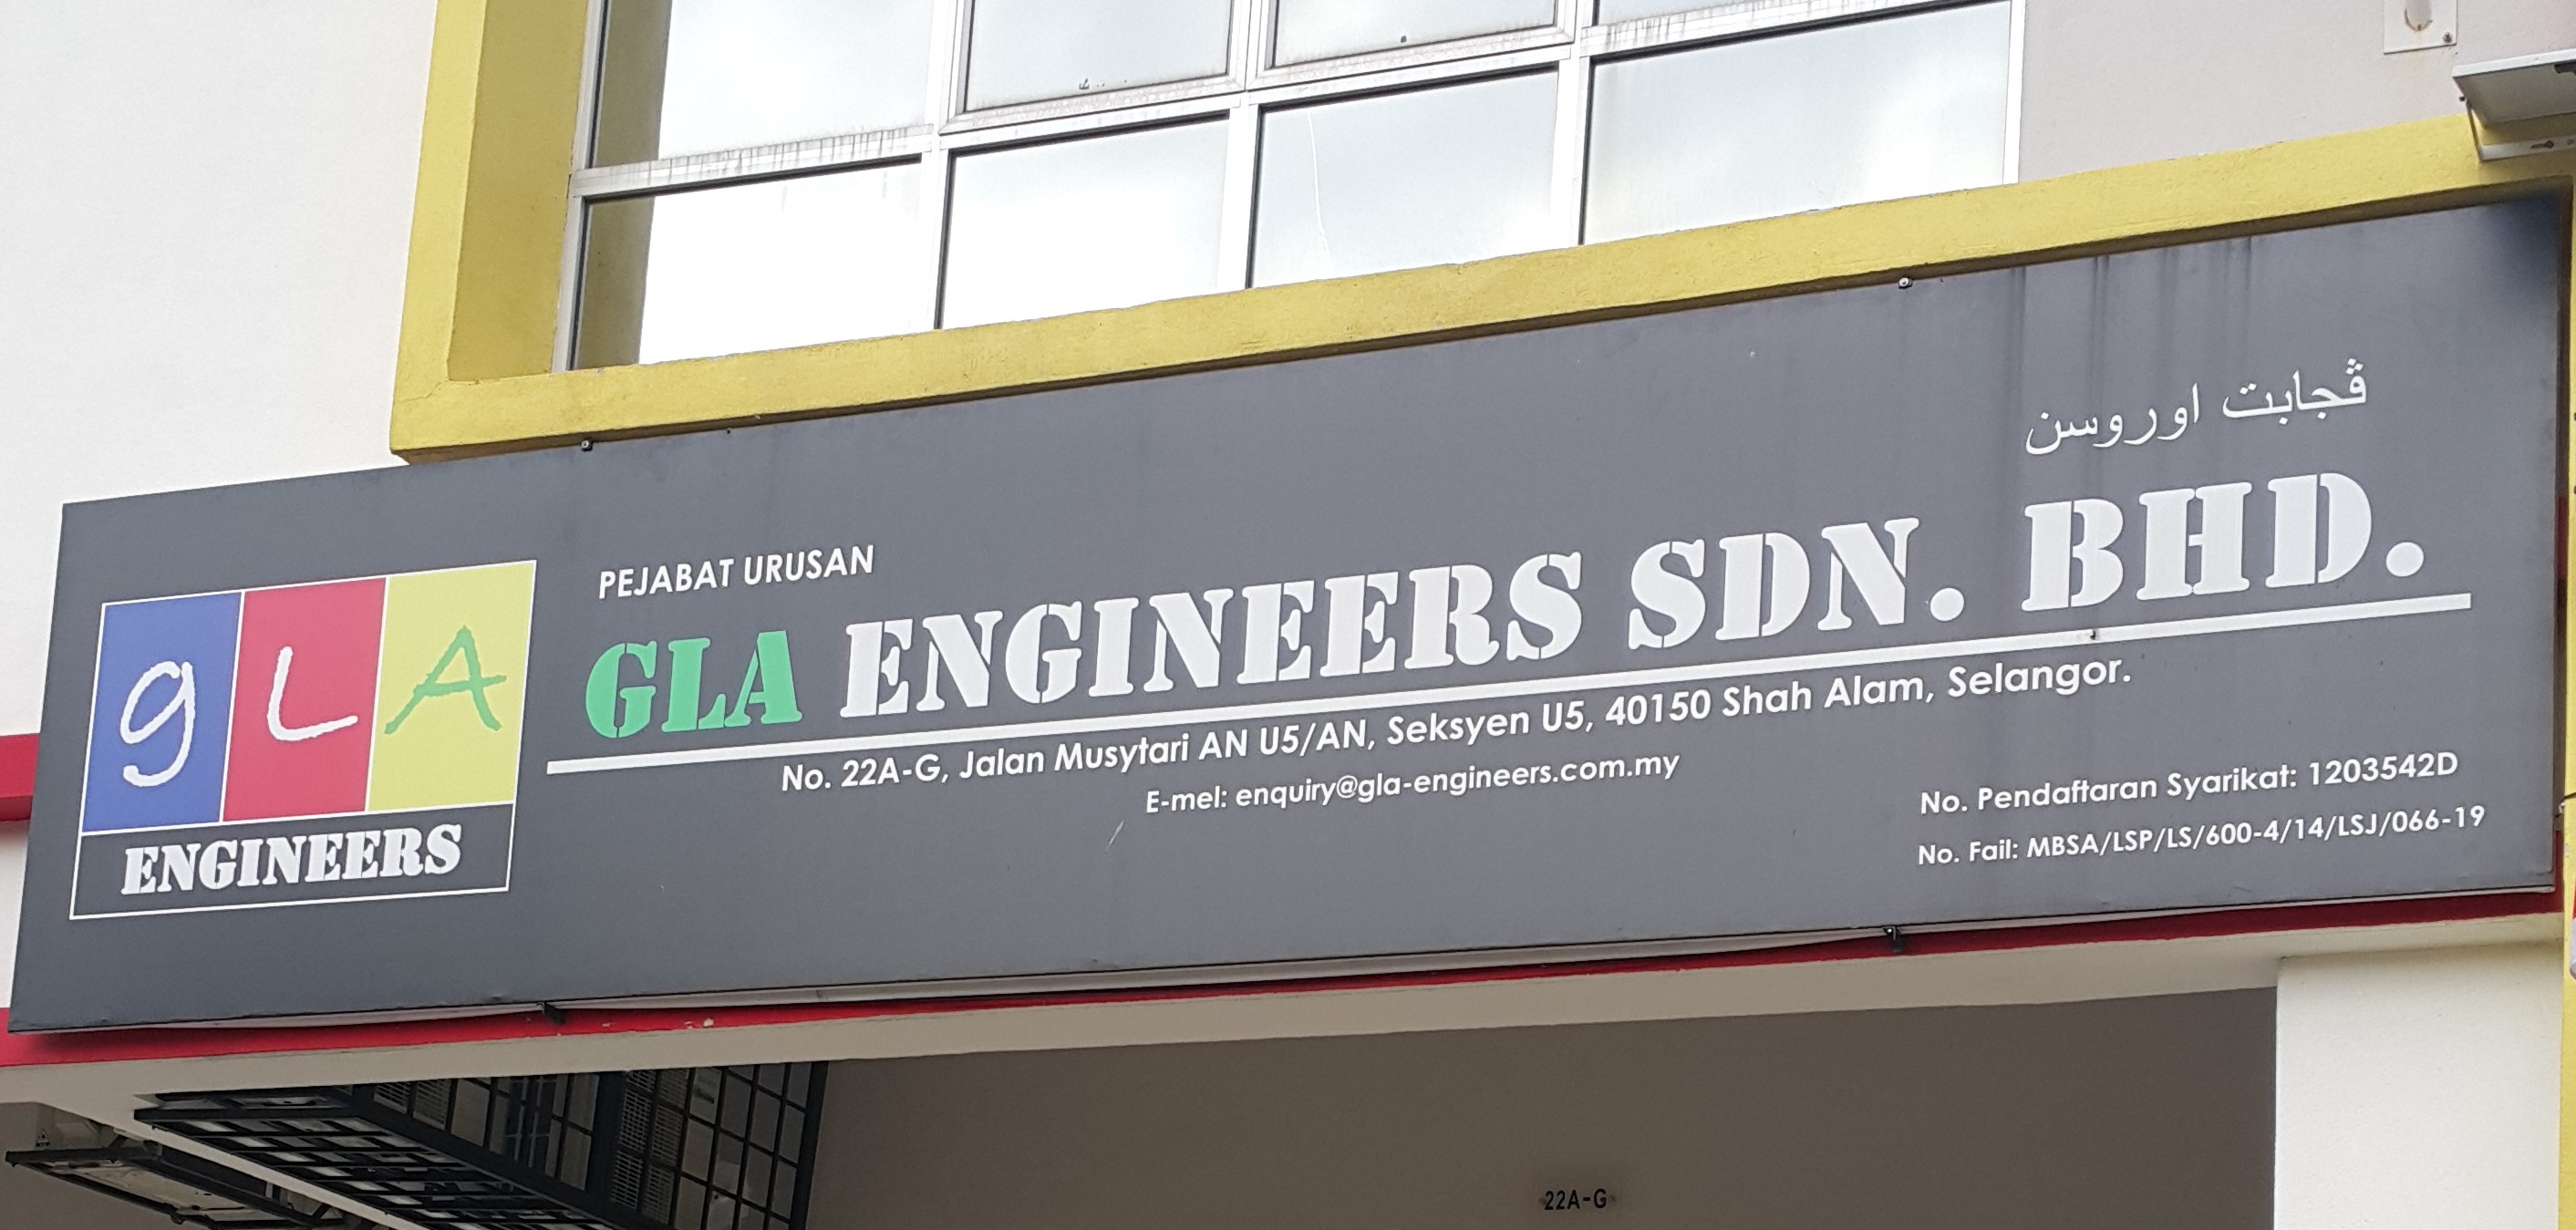 ڤجابت اوروسن
PEJABAT URUSAN
GLA ENGINEERS SDN. BHD.
gLA
ENGINEERS
No. 22A-G, Jalan Musytari AN U5/AN, Seksyen U5, 40150 Shah Alam, Selangor.
E-mel: enquiry@gla-engineers.com.my
No. Pendaftaran Syarikat: 1203542D
No. Fail: MBSA/LSP/LS/600-4/14/LSJ/066-19
22A-G